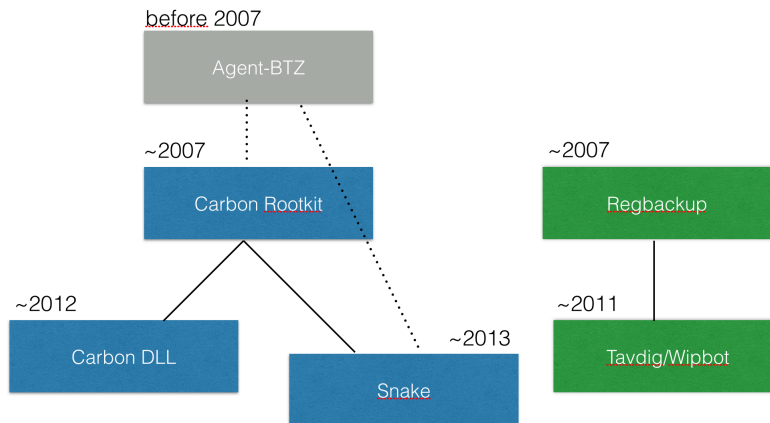 before 2007
Agent-BTZ
~2007
Carbon Rootkit
~2007
Regbackup
~2012
Carbon DLL
~2013
Snake
~2011
Tavdig/Wipbot